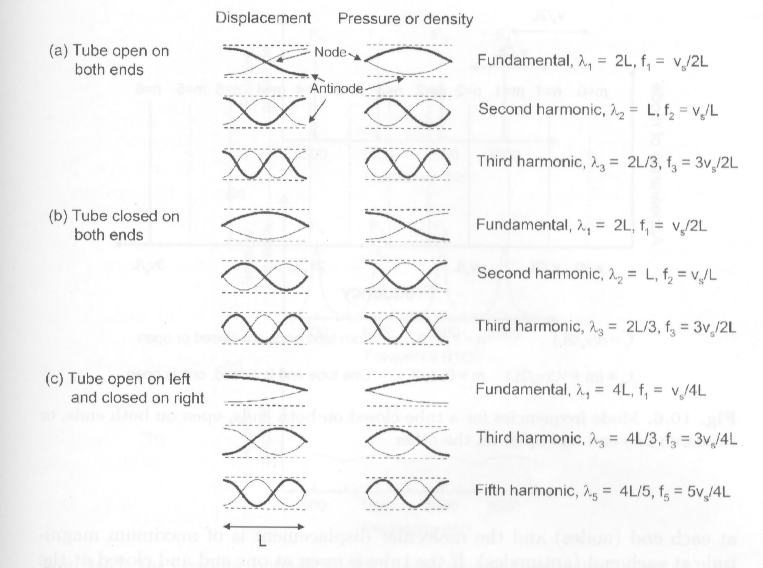 Displacement Pressure or density
(a) Tube open on
both ends
Node
Antinode
Fundamental, λ₁ = 2L, f₁ = vₛ/2L
Second harmonic, λ₂ = L, f₂ = vₛ/L
Third harmonic, λ₃ = 2L/3, f₃ = 3vₛ/2L
(b) Tube closed on
both ends
Fundamental, λ₁ = 2L, f₁ = vₛ/2L
Second harmonic, λ₂ = L, f₂ = vₛ/L
Third harmonic, λ₃ = 2L/3, f₃ = 3vₛ/2L
(c) Tube open on left
and closed on right
Fundamental, λ₁ = 4L, f₁ = vₛ/4L
Third harmonic, λ₃ = 4L/3, f₃ = 3vₛ/4L
Fifth harmonic, λ₅ = 4L/5, f₅ = 5vₛ/4L
L